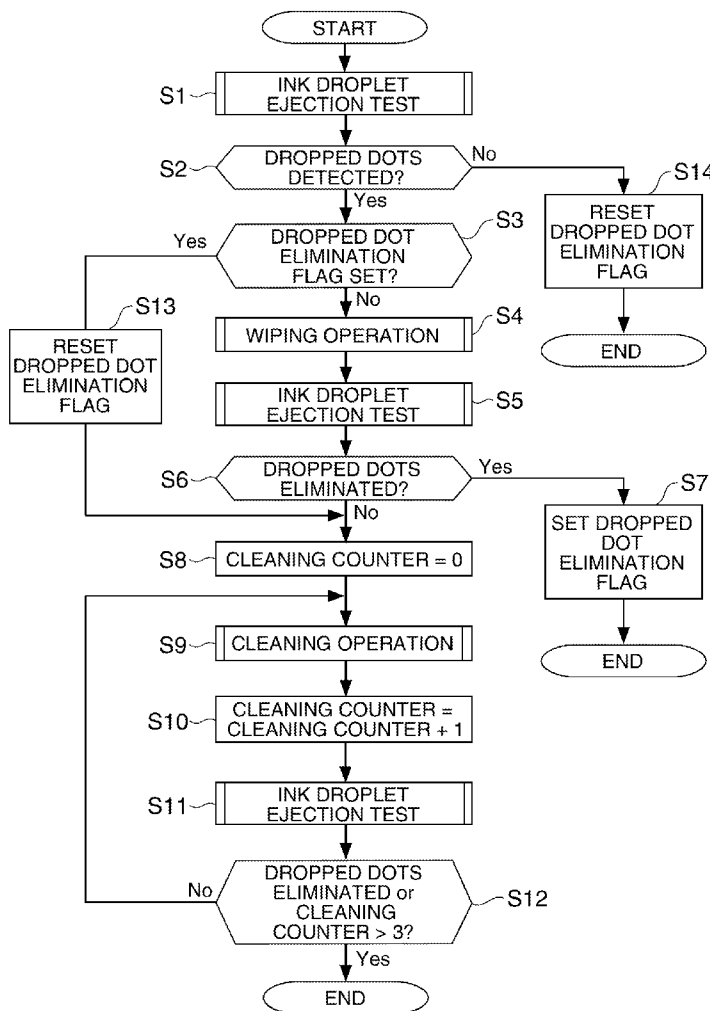 START
S1
INK DROPLET
EJECTION TEST
S2
DROPPED DOTS
DETECTED?
No
Yes
S14
RESET
DROPPED DOT
ELIMINATION
FLAG
END
S3
Yes
DROPPED DOT
ELIMINATION
FLAG SET?
No
S13
RESET
DROPPED DOT
ELIMINATION
FLAG
S4
WIPING OPERATION
INK DROPLET
EJECTION TEST
S5
S6
DROPPED DOTS
ELIMINATED?
Yes
No
S7
SET DROPPED
DOT
ELIMINATION
FLAG
END
S8
CLEANING COUNTER = 0
S9
CLEANING OPERATION
S10
CLEANING COUNTER =
CLEANING COUNTER + 1
S11
INK DROPLET
EJECTION TEST
No
DROPPED DOTS
ELIMINATED or
CLEANING
COUNTER > 3?
S12
Yes
END